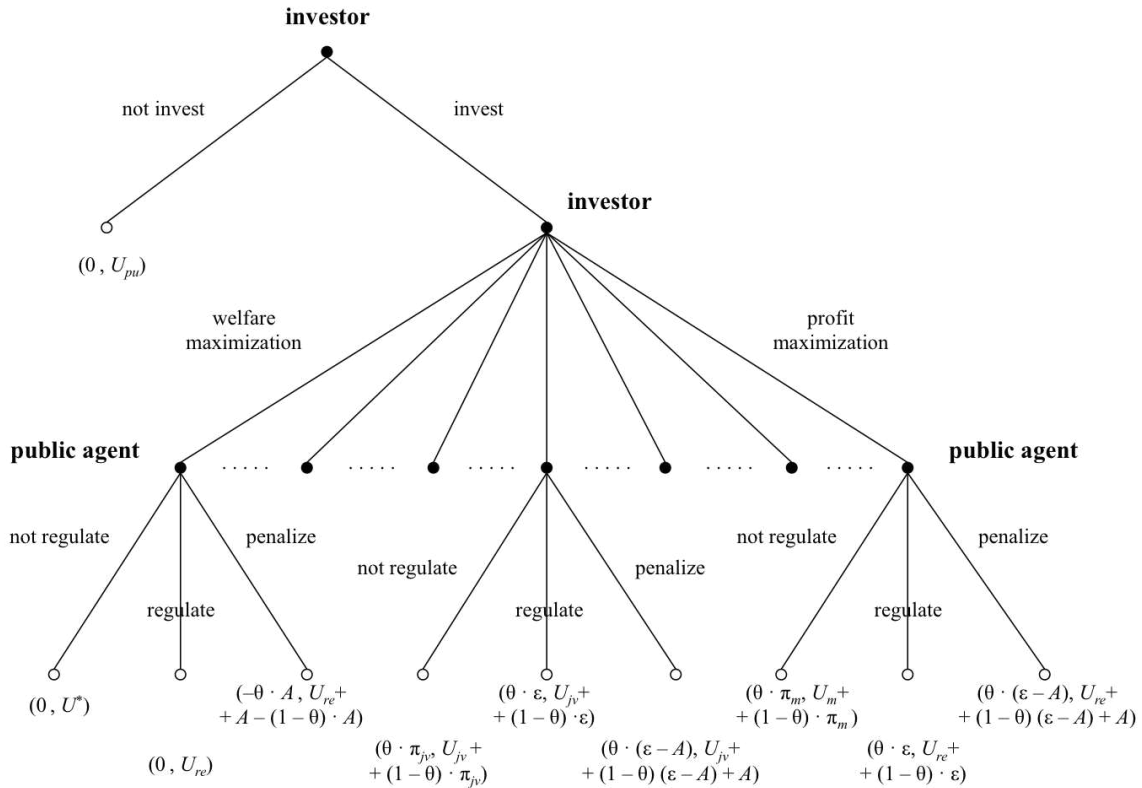 investor
not invest
invest
investor
(0 , U_pu)
welfare
maximization
profit
maximization
public agent
public agent
. . . . .
. . . . .
. . . . .
. . . . .
. . . . .
. . . . .
not regulate
penalize
not regulate
penalize
not regulate
penalize
regulate
regulate
regulate
(0 , U*)
(–θ · A , U_re+
+ A – (1– θ) · A)
(θ · ε, U_jv+
+ (1– θ) ·ε)
(θ · π_m, U_m+
+ (1– θ) · π_m)
(θ · (ε – A), U_re+
+ (1– θ) (ε – A) + A)
(0 , U_re)
(θ · π_jv, U_jv +
+ (1– θ) · π_jv)
(θ · (ε – A), U_jv+
+ (1– θ) (ε – A) + A)
(θ · ε, U_re+
+ (1– θ) · ε)